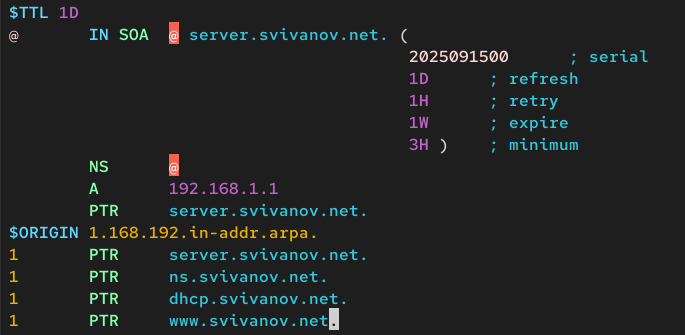 $TTL 1D
@ IN SOA @ server.svivanov.net. (
2025091500 ; serial
1D ; refresh
1H ; retry
1W ; expire
3H ) ; minimum
NS @
A 192.168.1.1
PTR server.svivanov.net.
$ORIGIN 1.168.192.in-addr.arpa.
1 PTR server.svivanov.net.
1 PTR ns.svivanov.net.
1 PTR dhcp.svivanov.net.
1 PTR www.svivanov.net.